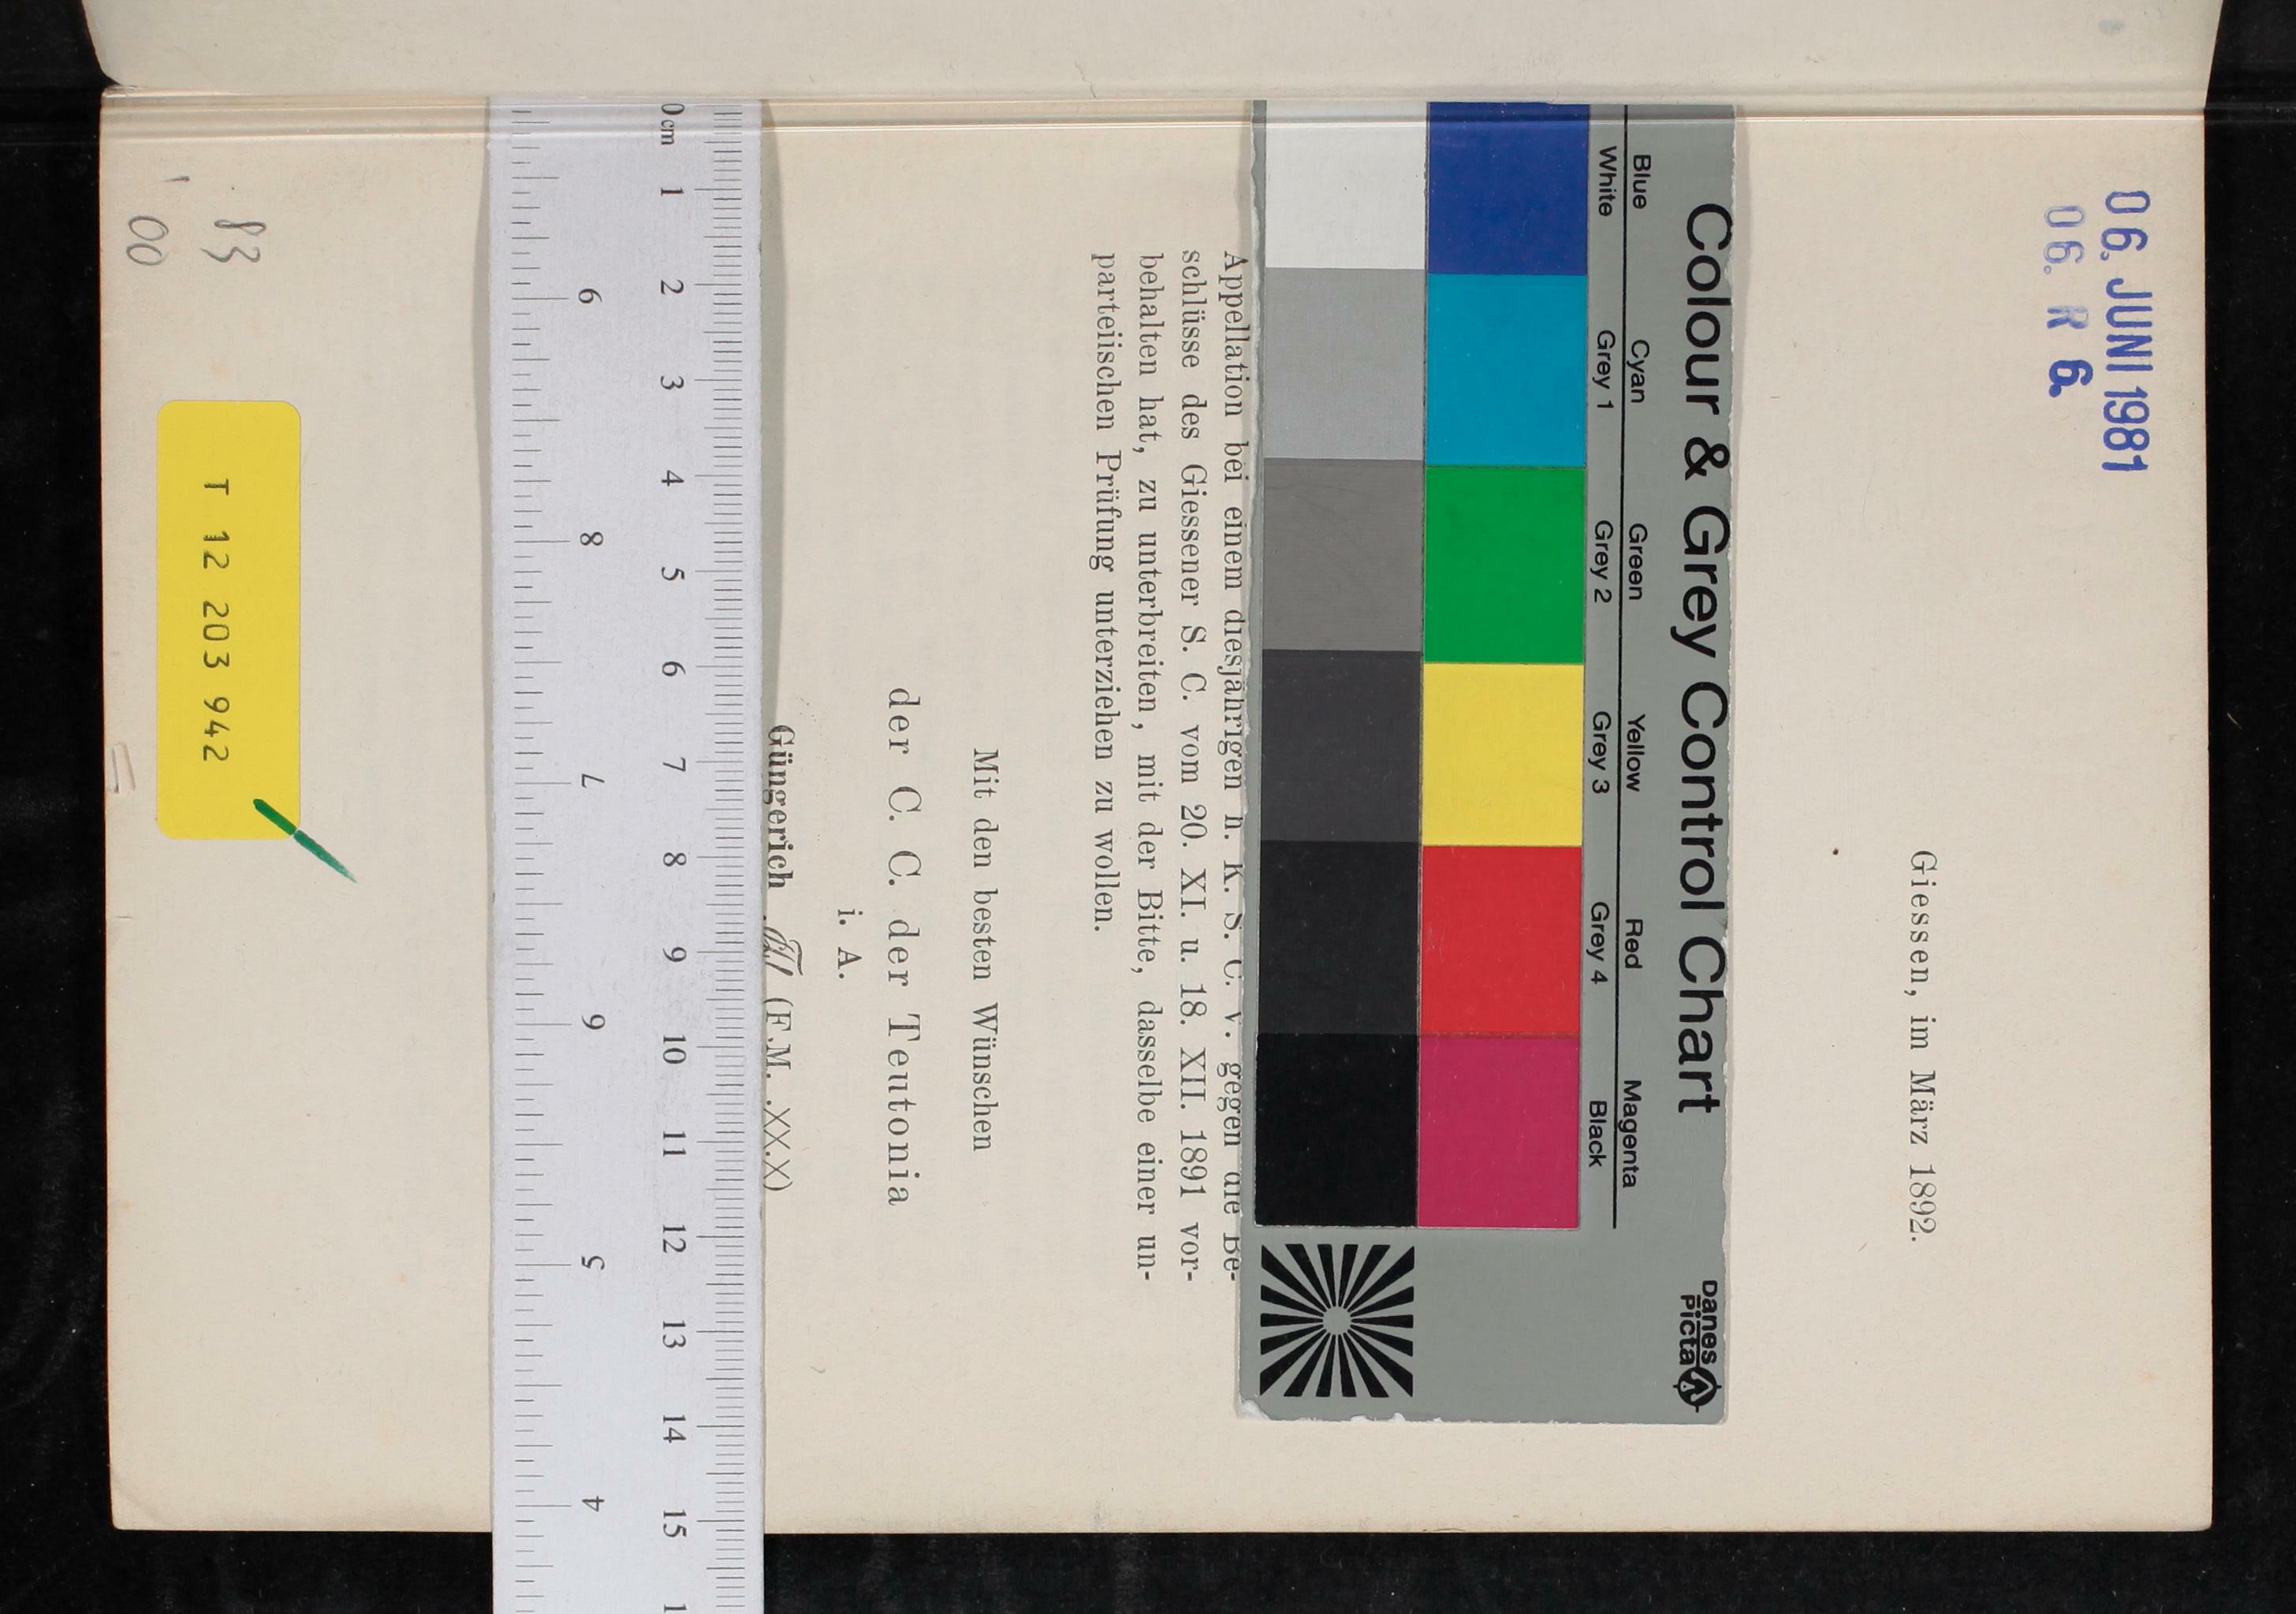 06. JUNI 1981
06. R 6.
Giessen, im März 1892.
Colour & Grey Control Chart
Danes
Picta
Blue Cyan Green Yellow Red Magenta
White Grey 1 Grey 2 Grey 3 Grey 4 Black
Appellation bei einem diesjährigen h. K. S. C. V. gegen die Be-
schlüsse des Giessener S. C. vom 20. XI. u. 18. XII. 1891 vor-
behalten hat, zu unterbreiten, mit der Bitte, dasselbe einer un-
parteiischen Prüfung unterziehen zu wollen.
Mit den besten Wünschen
der C. C. der Teutonia
i. A.
Güngerich (F.M. .XX.X)
0cm 1 2 3 4 5 6 7 8 9 10 11 12 13 14 15 1
9 8 7 6 5 4
83
00
T 12 203 942